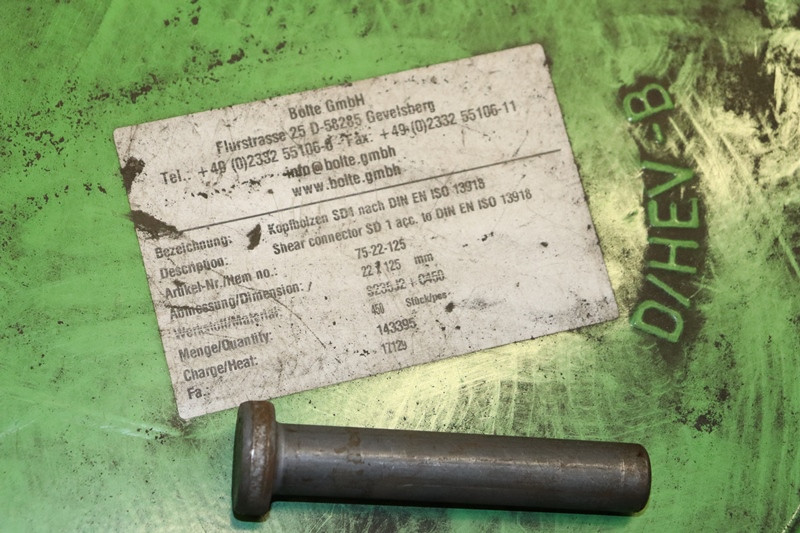 Bolte GmbH
Flurstrasse 25 D-58285 Gevelsberg
Tel.: +49 (0)2332 55106-0 Fax: +49 (0)2332 55106-11
info@bolte.gmbh
www.bolte.gmbh
Bezeichnung: Kopfbolzen SD1 nach DIN EN ISO 13918
Description: Shear connector SD 1 acc. to DIN EN ISO 13918
Artikel-Nr./Item no.: 75-22-125
Abmessung/Dimension: / 22 x 125 mm
Werkstoff/Material: S235J2 + C450
Menge/Quantity: Stück/pcs
Charge/Heat: 143395
Fa.:
D/HEV-B